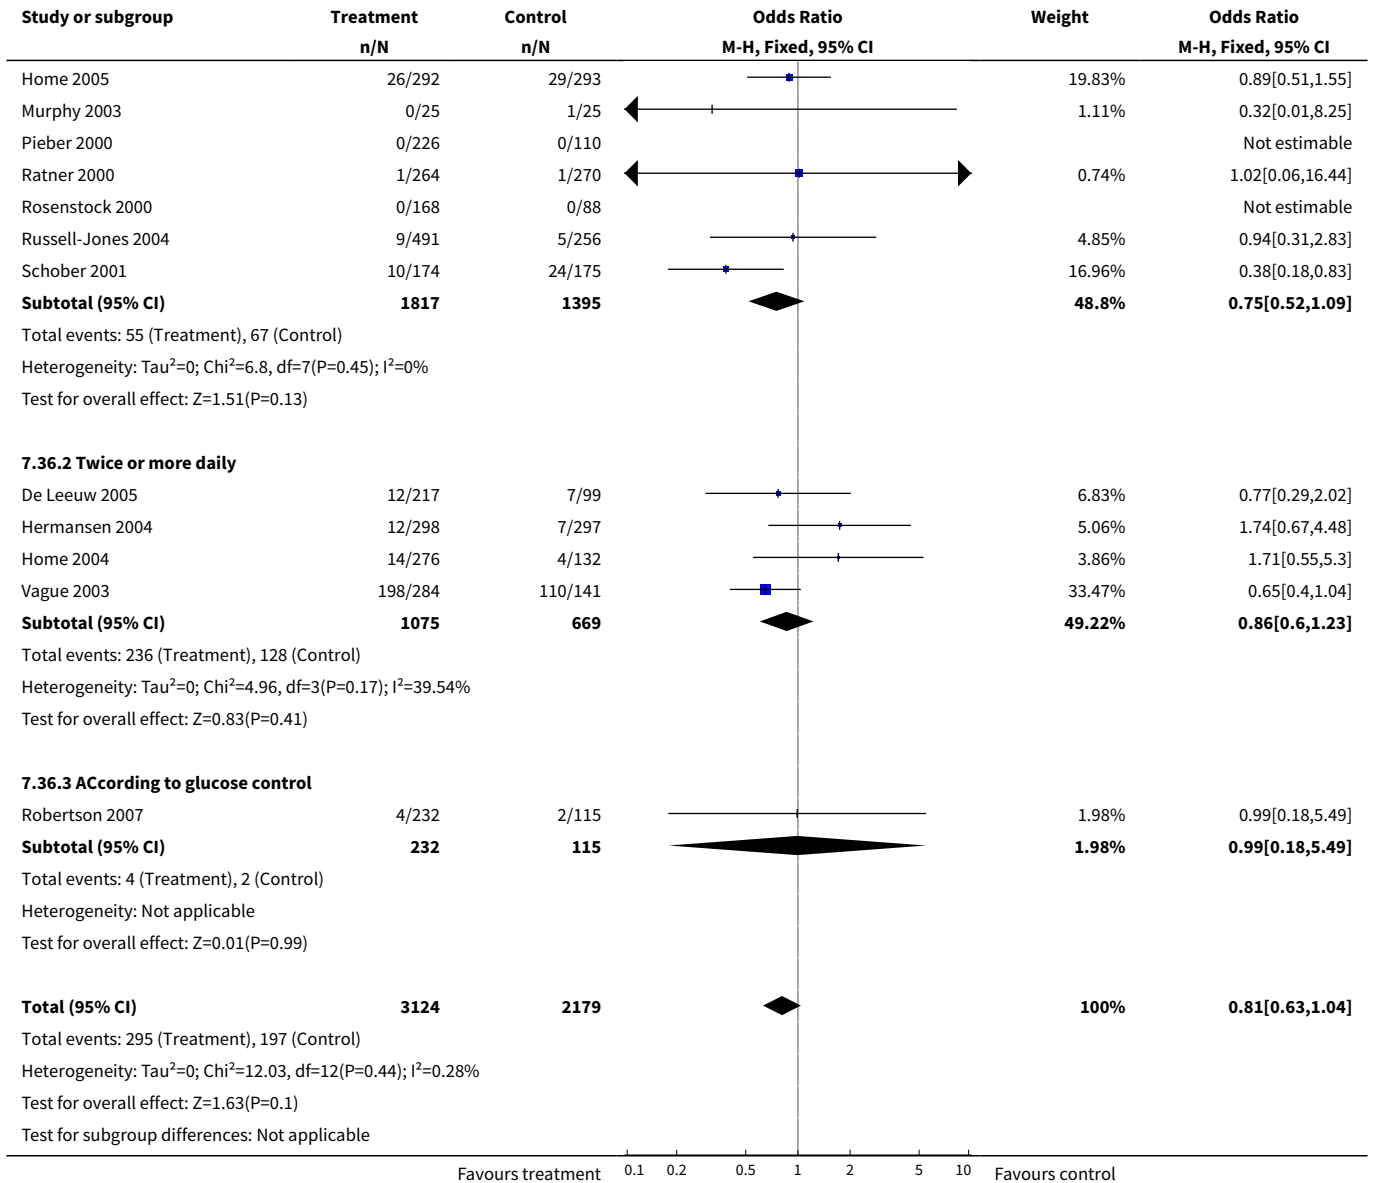 Study or subgroup Treatment Control Odds Ratio Weight Odds Ratio
n/N n/N M-H, Fixed, 95% CI M-H, Fixed, 95% CI
Home 2005 26/292 29/293 19.83% 0.89[0.51,1.55]
Murphy 2003 0/25 1/25 1.11% 0.32[0.01,8.25]
Pieber 2000 0/226 0/110 Not estimable
Ratner 2000 1/264 1/270 0.74% 1.02[0.06,16.44]
Rosenstock 2000 0/168 0/88 Not estimable
Russell-Jones 2004 9/491 5/256 4.85% 0.94[0.31,2.83]
Schober 2001 10/174 24/175 16.96% 0.38[0.18,0.83]
Subtotal (95% CI) 1817 1395 48.8% 0.75[0.52,1.09]
Total events: 55 (Treatment), 67 (Control)
Heterogeneity: Tau²=0; Chi²=6.8, df=7(P=0.45); I²=0%
Test for overall effect: Z=1.51(P=0.13)
7.36.2 Twice or more daily
De Leeuw 2005 12/217 7/99 6.83% 0.77[0.29,2.02]
Hermansen 2004 12/298 7/297 5.06% 1.74[0.67,4.48]
Home 2004 14/276 4/132 3.86% 1.71[0.55,5.3]
Vague 2003 198/284 110/141 33.47% 0.65[0.4,1.04]
Subtotal (95% CI) 1075 669 49.22% 0.86[0.6,1.23]
Total events: 236 (Treatment), 128 (Control)
Heterogeneity: Tau²=0; Chi²=4.96, df=3(P=0.17); I²=39.54%
Test for overall effect: Z=0.83(P=0.41)
7.36.3 ACcording to glucose control
Robertson 2007 4/232 2/115 1.98% 0.99[0.18,5.49]
Subtotal (95% CI) 232 115 1.98% 0.99[0.18,5.49]
Total events: 4 (Treatment), 2 (Control)
Heterogeneity: Not applicable
Test for overall effect: Z=0.01(P=0.99)
Total (95% CI) 3124 2179 100% 0.81[0.63,1.04]
Total events: 295 (Treatment), 197 (Control)
Heterogeneity: Tau²=0; Chi²=12.03, df=12(P=0.44); I²=0.28%
Test for overall effect: Z=1.63(P=0.1)
Test for subgroup differences: Not applicable
Favours treatment 0.1 0.2 0.5 1 2 5 10 Favours control